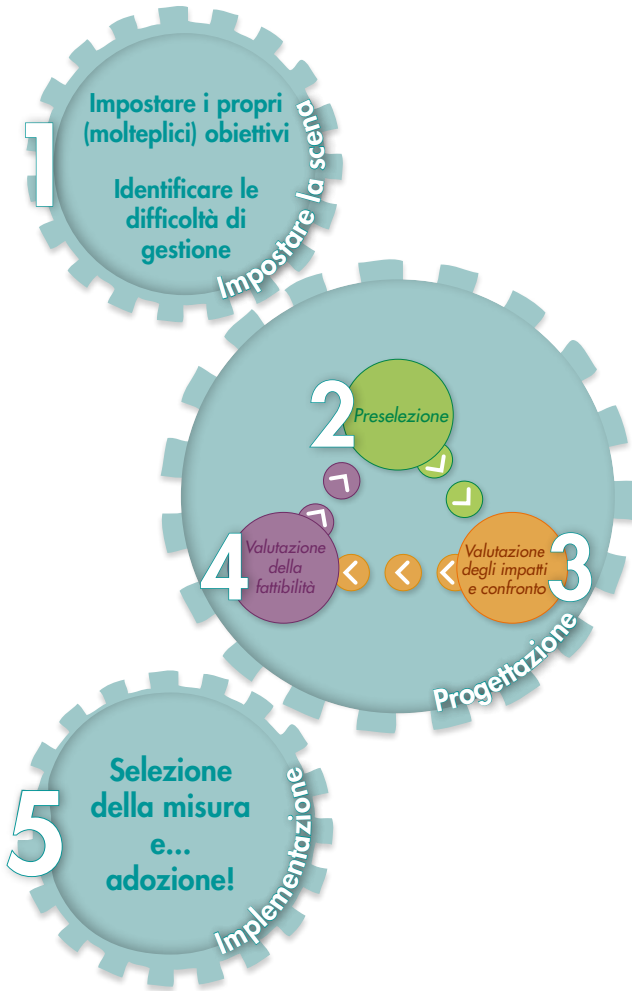 1
Impostare i propri
(molteplici) obiettivi
Identificare le
difficoltà di
gestione
Impostare la scena
2
Preselezione
3
Valutazione
degli impatti
e confronto
4
Valutazione
della
fattibilità
Progettazione
5
Selezione
della misura
e...
adozione!
Implementazione